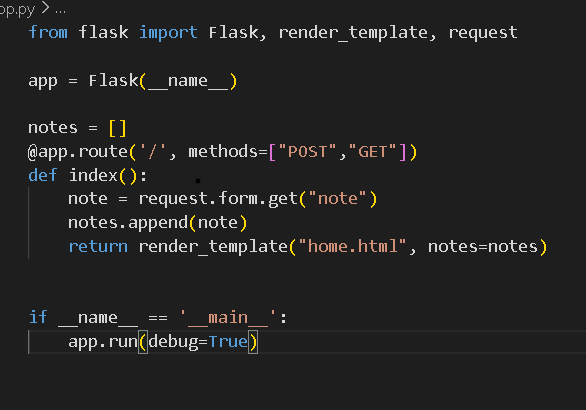 op.py > ...
from flask import Flask, render_template, request
app = Flask(__name__)
notes = []
@app.route('/', methods=["POST","GET"])
def index():
    note = request.form.get("note")
    notes.append(note)
    return render_template("home.html", notes=notes)
if __name__ == '__main__':
    app.run(debug=True)